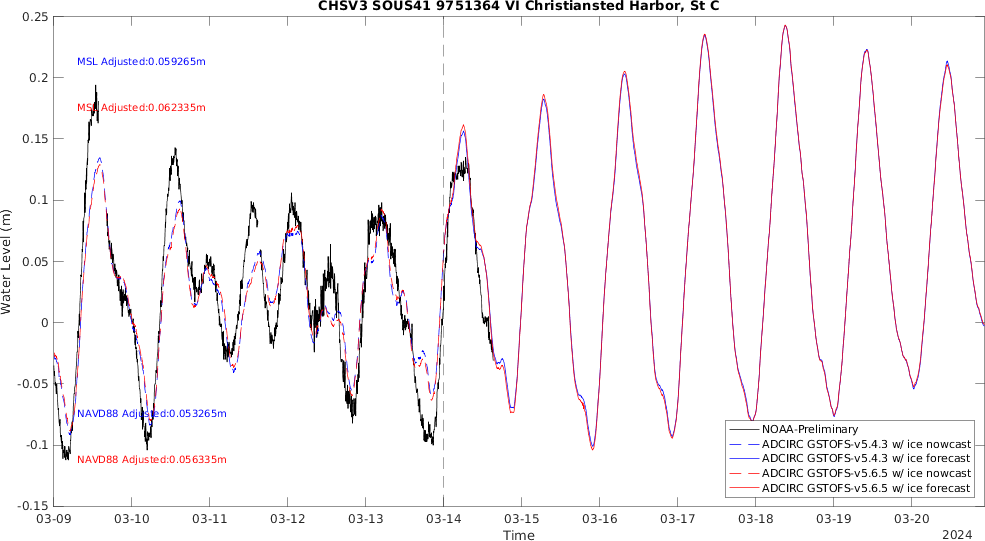 CHSV3 SOUS41 9751364 VI Christiansted Harbor, St C
0.25
0.2
0.15
0.1
0.05
0
-0.05
-0.1
-0.15
Water Level (m)
MSL Adjusted:0.059265m
MSL Adjusted:0.062335m
NAVD88 Adjusted:0.053265m
NAVD88 Adjusted:0.056335m
NOAA-Preliminary
ADCIRC GSTOFS-v5.4.3 w/ ice nowcast
ADCIRC GSTOFS-v5.4.3 w/ ice forecast
ADCIRC GSTOFS-v5.6.5 w/ ice nowcast
ADCIRC GSTOFS-v5.6.5 w/ ice forecast
03-09 03-10 03-11 03-12 03-13 03-14 03-15 03-16 03-17 03-18 03-19 03-20
Time
2024